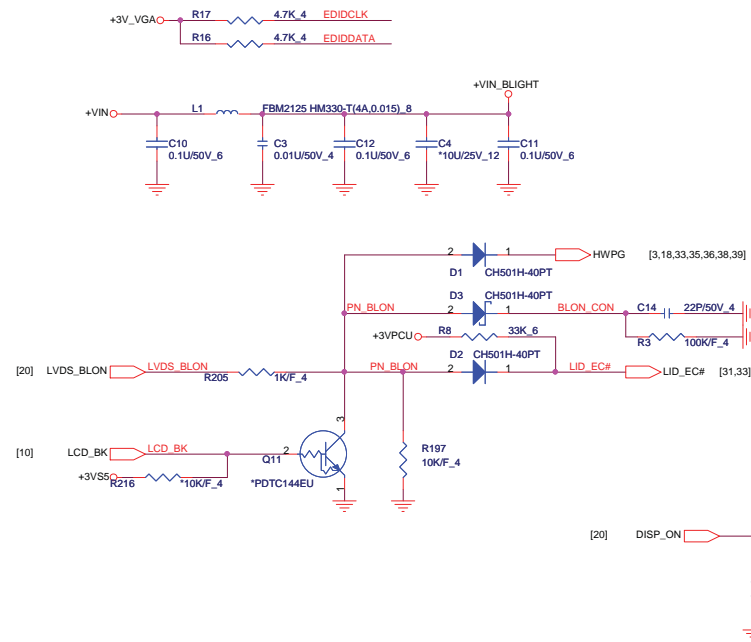 +3V_VGA R17 4.7K_4 EDIDCLK
R16 4.7K_4 EDIDDATA
+VIN_BLIGHT
+VIN L1 FBM2125 HM330-T(4A,0.015)_8
C10 C3 C12 C4 C11
0.1U/50V_6 0.01U/50V_4 0.1U/50V_6 *10U/25V_12 0.1U/50V_6
2 1 HWPG [3,18,33,35,36,38,39]
D1 CH501H-40PT
D3 CH501H-40PT
PN_BLON 2 1 BLON_CON C14 22P/50V_4
+3VPCU R8 33K_6
R3 100K/F_4
D2 CH501H-40PT
[20] LVDS_BLON LVDS_BLON PN_BLON 2 1 LID_EC# LID_EC# [31,33]
R205 1K/F_4
3
[10] LCD_BK LCD_BK 2
Q11
R197
10K/F_4
+3VS5
R216 *10K/F_4 *PDTC144EU
1
[20] DISP_ON